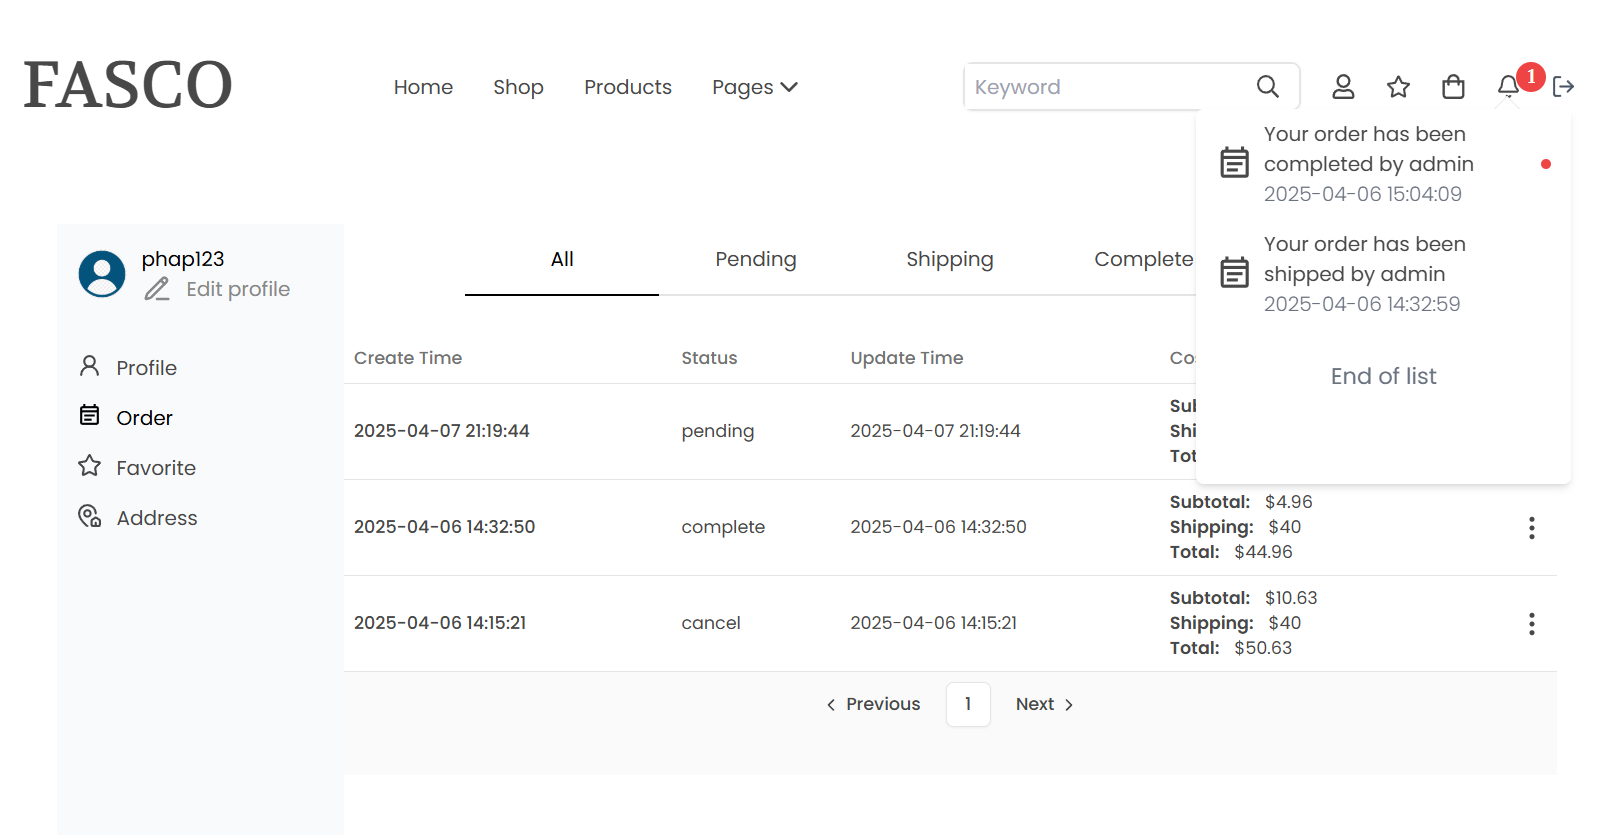 FASCO
Home Shop Products Pages
Keyword
1
Your order has been
completed by admin
2025-04-06 15:04:09
Your order has been
shipped by admin
2025-04-06 14:32:59
End of list
phap123
Edit profile
Profile
Order
Favorite
Address
All Pending Shipping Complete
Create Time Status Update Time
2025-04-07 21:19:44 pending 2025-04-07 21:19:44
2025-04-06 14:32:50 complete 2025-04-06 14:32:50
Subtotal: $4.96
Shipping: $40
Total: $44.96
2025-04-06 14:15:21 cancel 2025-04-06 14:15:21
Subtotal: $10.63
Shipping: $40
Total: $50.63
Previous 1 Next